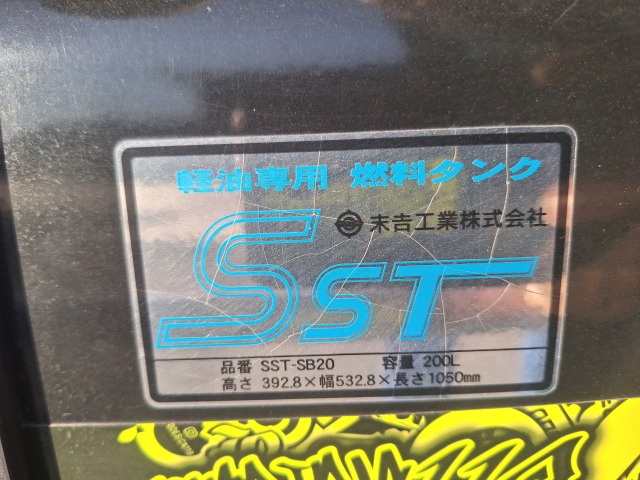 軽油専用 燃料タンク
末吉工業株式会社
SST
品番 SST-SB20 容量 200L
高さ 392.8×幅532.8×長さ1050mm